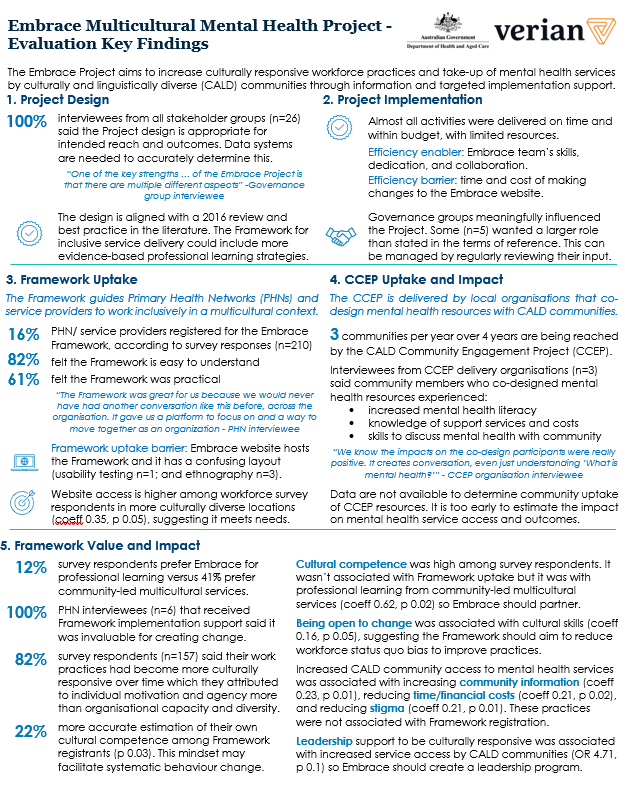 Embrace Multicultural Mental Health Project -
Evaluation Key Findings
Australian Government
Department of Health and Aged Care
verian
The Embrace Project aims to increase culturally responsive workforce practices and take-up of mental health services
by culturally and linguistically diverse (CALD) communities through information and targeted implementation support.
1. Project Design
100%
interviewees from all stakeholder groups (n=26)
said the Project design is appropriate for
intended reach and outcomes. Data systems
are needed to accurately determine this.
“One of the key strengths … of the Embrace Project is
that there are multiple different aspects” -Governance
group interviewee
The design is aligned with a 2016 review and
best practice in the literature. The Framework for
inclusive service delivery could include more
evidence-based professional learning strategies.
2. Project Implementation
Almost all activities were delivered on time and
within budget, with limited resources.
Efficiency enabler: Embrace team’s skills,
dedication, and collaboration.
Efficiency barrier: time and cost of making
changes to the Embrace website.
Governance groups meaningfully influenced
the Project. Some (n=5) wanted a larger role
than stated in the terms of reference. This can
be managed by regularly reviewing their input.
3. Framework Uptake
The Framework guides Primary Health Networks (PHNs) and
service providers to work inclusively in a multicultural context.
16%
PHN/ service providers registered for the Embrace
Framework, according to survey responses (n=210)
82%
felt the Framework is easy to understand
61%
felt the Framework was practical
“The Framework was great for us because we would never
have had another conversation like this before, across the
organisation. It gave us a platform to focus on and a way to
move together as an organization - PHN interviewee
Framework uptake barrier: Embrace website hosts
the Framework and it has a confusing layout
(usability testing n=1; and ethnography n=3).
Website access is higher among workforce survey
respondents in more culturally diverse locations
(coeff 0.35, p 0.05), suggesting it meets needs.
4. CCEP Uptake and Impact
The CCEP is delivered by local organisations that co-
design mental health resources with CALD communities.
3 communities per year over 4 years are being reached
by the CALD Community Engagement Project (CCEP).
Interviewees from CCEP delivery organisations (n=3)
said community members who co-designed mental
health resources experienced:
• increased mental health literacy
• knowledge of support services and costs
• skills to discuss mental health with community
“We know the impacts on the co-design participants were really
positive. It creates conversation, even just understanding ‘What is
mental health?’” - CCEP organisation interviewee
Data are not available to determine community uptake
of CCEP resources. It is too early to estimate the impact
on mental health service access and outcomes.
5. Framework Value and Impact
12%
survey respondents prefer Embrace for
professional learning versus 41% prefer
community-led multicultural services.
100%
PHN interviewees (n=6) that received
Framework implementation support said it
was invaluable for creating change.
82%
survey respondents (n=157) said their work
practices had become more culturally
responsive over time which they attributed
to individual motivation and agency more
than organisational capacity and diversity.
22%
more accurate estimation of their own
cultural competence among Framework
registrants (p 0.03). This mindset may
facilitate systematic behaviour change.
Cultural competence was high among survey respondents. It
wasn’t associated with Framework uptake but it was with
professional learning from community-led multicultural
services (coeff 0.62, p 0.02) so Embrace should partner.
Being open to change was associated with cultural skills (coeff
0.16, p 0.05), suggesting the Framework should aim to reduce
workforce status quo bias to improve practices.
Increased CALD community access to mental health services
was associated with increasing community information (coeff
0.23, p 0.01), reducing time/financial costs (coeff 0.21, p 0.02),
and reducing stigma (coeff 0.21, p 0.01). These practices
were not associated with Framework registration.
Leadership support to be culturally responsive was associated
with increased service access by CALD communities (OR 4.71,
p 0.1) so Embrace should create a leadership program.